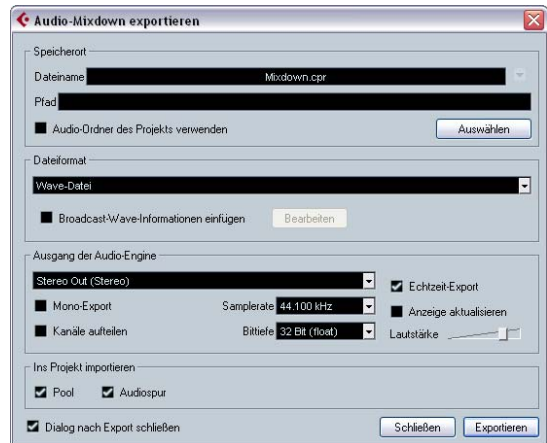 Audio-Mixdown exportieren
Speicherort
Dateiname Mixdown.cpr
Pfad
Audio-Ordner des Projekts verwenden Auswählen
Dateiformat
Wave-Datei
Broadcast-Wave-Informationen einfügen Bearbeiten
Ausgang der Audio-Engine
Stereo Out (Stereo) Echtzeit-Export
Mono-Export Samplerate 44.100 kHz Anzeige aktualisieren
Kanäle aufteilen Bittiefe 32 Bit (float) Lautstärke
Ins Projekt importieren
Pool Audiospur
Dialog nach Export schließen Schließen Exportieren